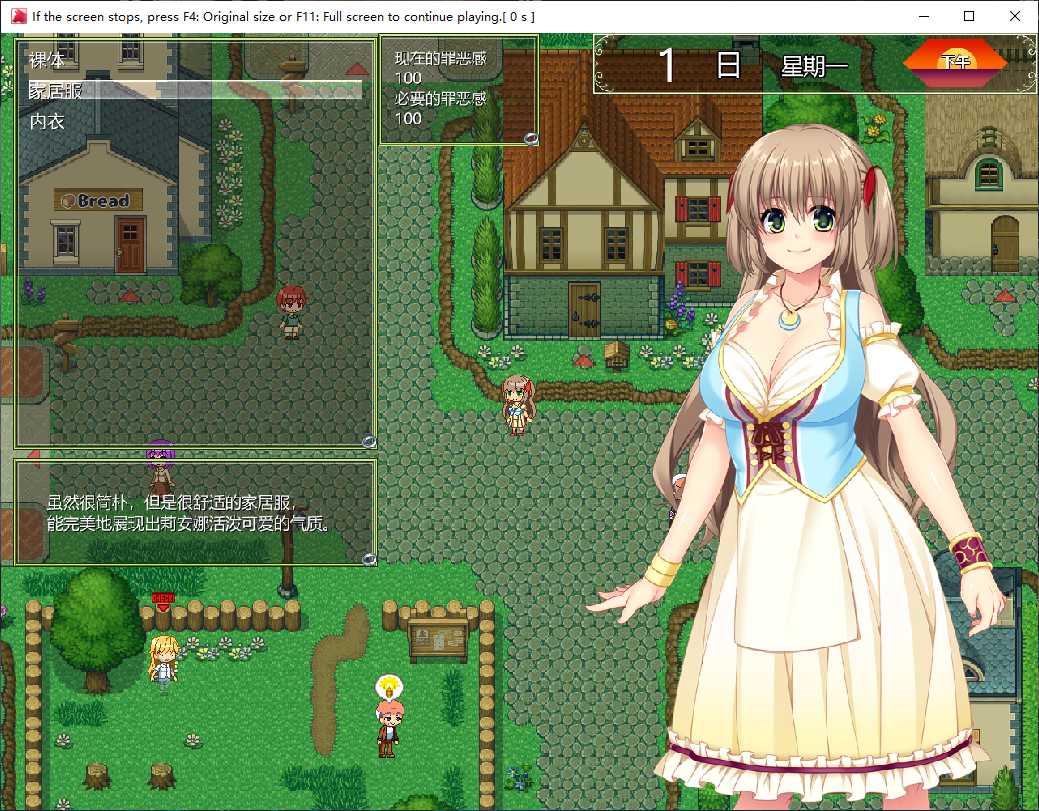 If the screen stops, press F4: Original size or F11: Full screen to continue playing.[ 0 s ]
裸体
家居服
内衣
现在的罪恶感
100
必要的罪恶感
100
1 日 星期一 下午
Bread
虽然很简朴，但是很舒适的家居服，
能完美地展现出莉安娜活泼可爱的气质。
CHECK!